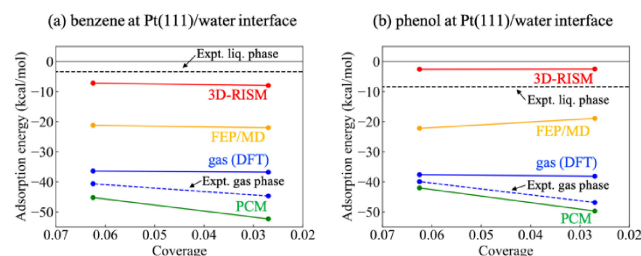 (a) benzene at Pt(111)/water interface
Adsorption energy (kcal/mol)
0
−10
−20
−30
−40
−50
Expt. liq. phase
3D-RISM
FEP/MD
gas (DFT)
Expt. gas phase
PCM
0.07 0.06 0.05 0.04 0.03 0.02
Coverage
(b) phenol at Pt(111)/water interface
Adsorption energy (kcal/mol)
0
−10
−20
−30
−40
−50
3D-RISM
Expt. liq. phase
FEP/MD
gas (DFT)
Expt. gas phase
PCM
0.07 0.06 0.05 0.04 0.03 0.02
Coverage